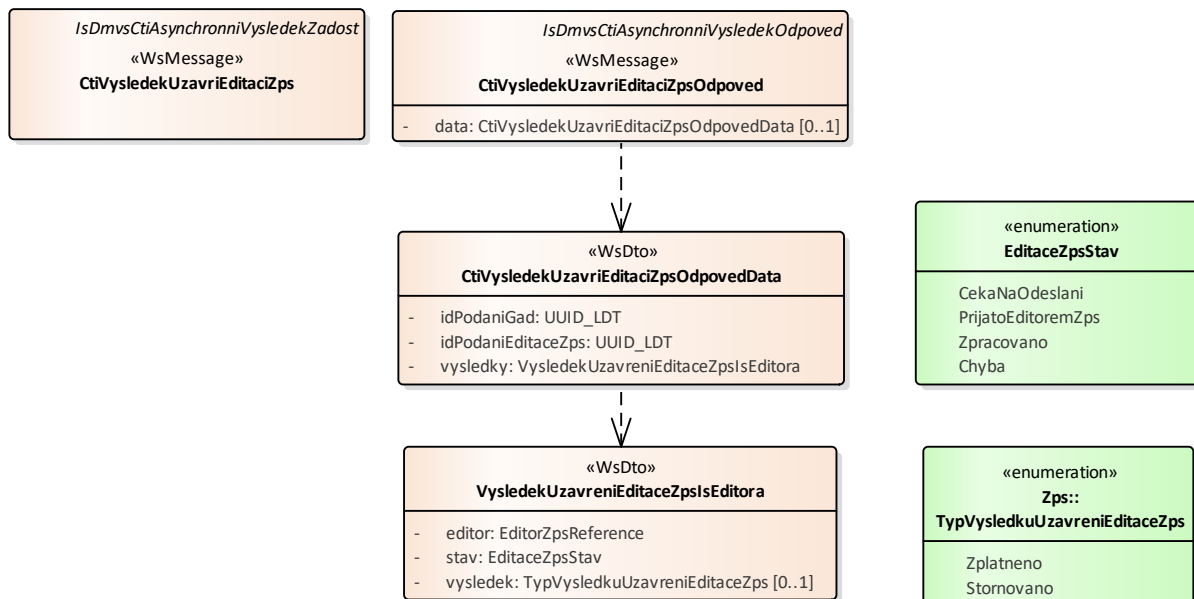 IsDmvsCtiAsynchronniVysledekZadost
«WsMessage»
CtiVysledekUzavriEditaciZps
IsDmvsCtiAsynchronniVysledekOdpoved
«WsMessage»
CtiVysledekUzavriEditaciZpsOdpoved
- data: CtiVysledekUzavriEditaciZpsOdpovedData [0..1]
«WsDto»
CtiVysledekUzavriEditaciZpsOdpovedData
- idPodaniGad: UUID_LDT
- idPodaniEditaceZps: UUID_LDT
- vysledky: VysledekUzavreniEditaceZpsIsEditora
«enumeration»
EditaceZpsStav
CekaNaOdeslani
PrijatoEditoremZps
Zpracovano
Chyba
«WsDto»
VysledekUzavreniEditaceZpsIsEditora
- editor: EditorZpsReference
- stav: EditaceZpsStav
- vysledek: TypVysledkuUzavreniEditaceZps [0..1]
«enumeration»
Zps::
TypVysledkuUzavreniEditaceZps
Zplatneno
Stornovano